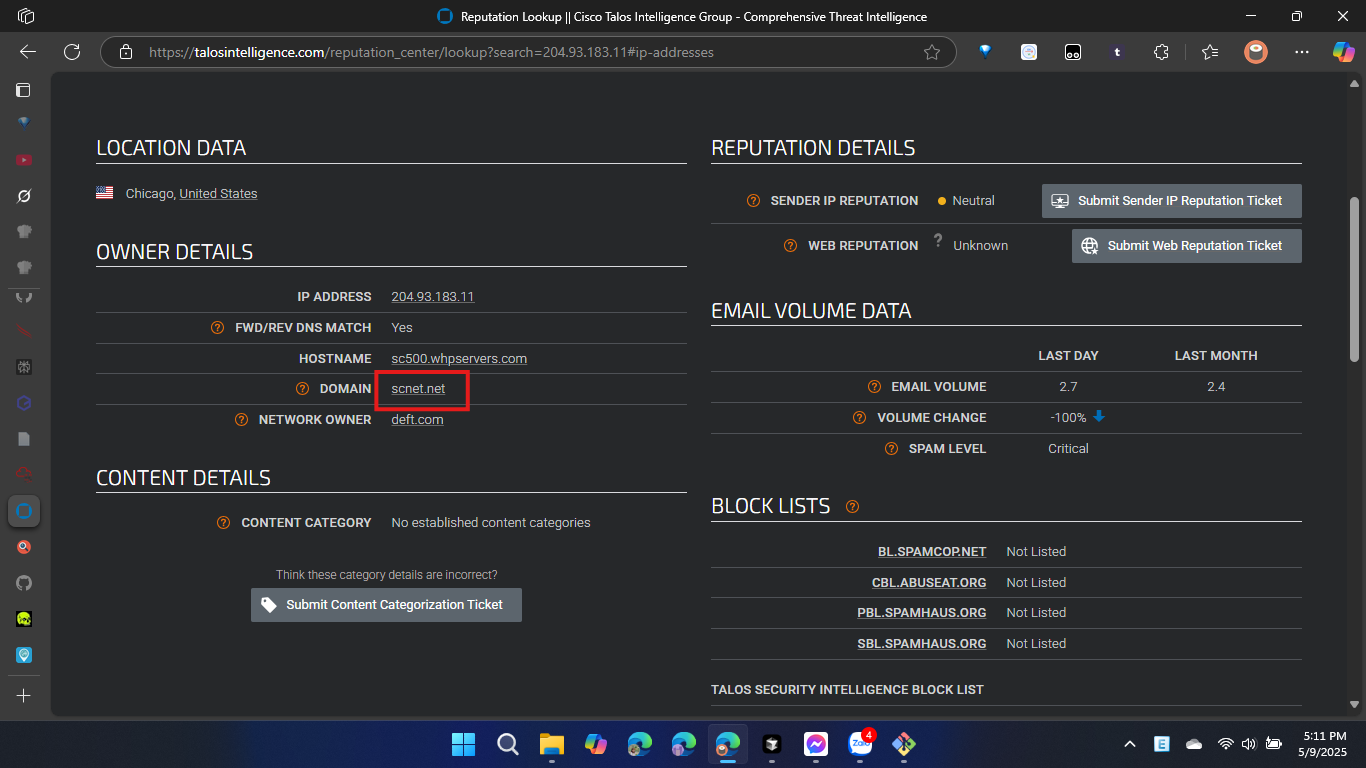 Reputation Lookup || Cisco Talos Intelligence Group - Comprehensive Threat Intelligence
https://talosintelligence.com/reputation_center/lookup?search=204.93.183.11#ip-addresses
LOCATION DATA
Chicago, United States
OWNER DETAILS
IP ADDRESS 204.93.183.11
FWD/REV DNS MATCH Yes
HOSTNAME sc500.whpservers.com
DOMAIN scnet.net
NETWORK OWNER deft.com
CONTENT DETAILS
CONTENT CATEGORY No established content categories
Think these category details are incorrect?
Submit Content Categorization Ticket
REPUTATION DETAILS
SENDER IP REPUTATION Neutral Submit Sender IP Reputation Ticket
WEB REPUTATION ? Unknown Submit Web Reputation Ticket
EMAIL VOLUME DATA
LAST DAY LAST MONTH
EMAIL VOLUME 2.7 2.4
VOLUME CHANGE -100%
SPAM LEVEL Critical
BLOCK LISTS
BL.SPAMCOP.NET Not Listed
CBL.ABUSEAT.ORG Not Listed
PBL.SPAMHAUS.ORG Not Listed
SBL.SPAMHAUS.ORG Not Listed
TALOS SECURITY INTELLIGENCE BLOCK LIST
Zalo 4
5:11 PM
5/9/2025